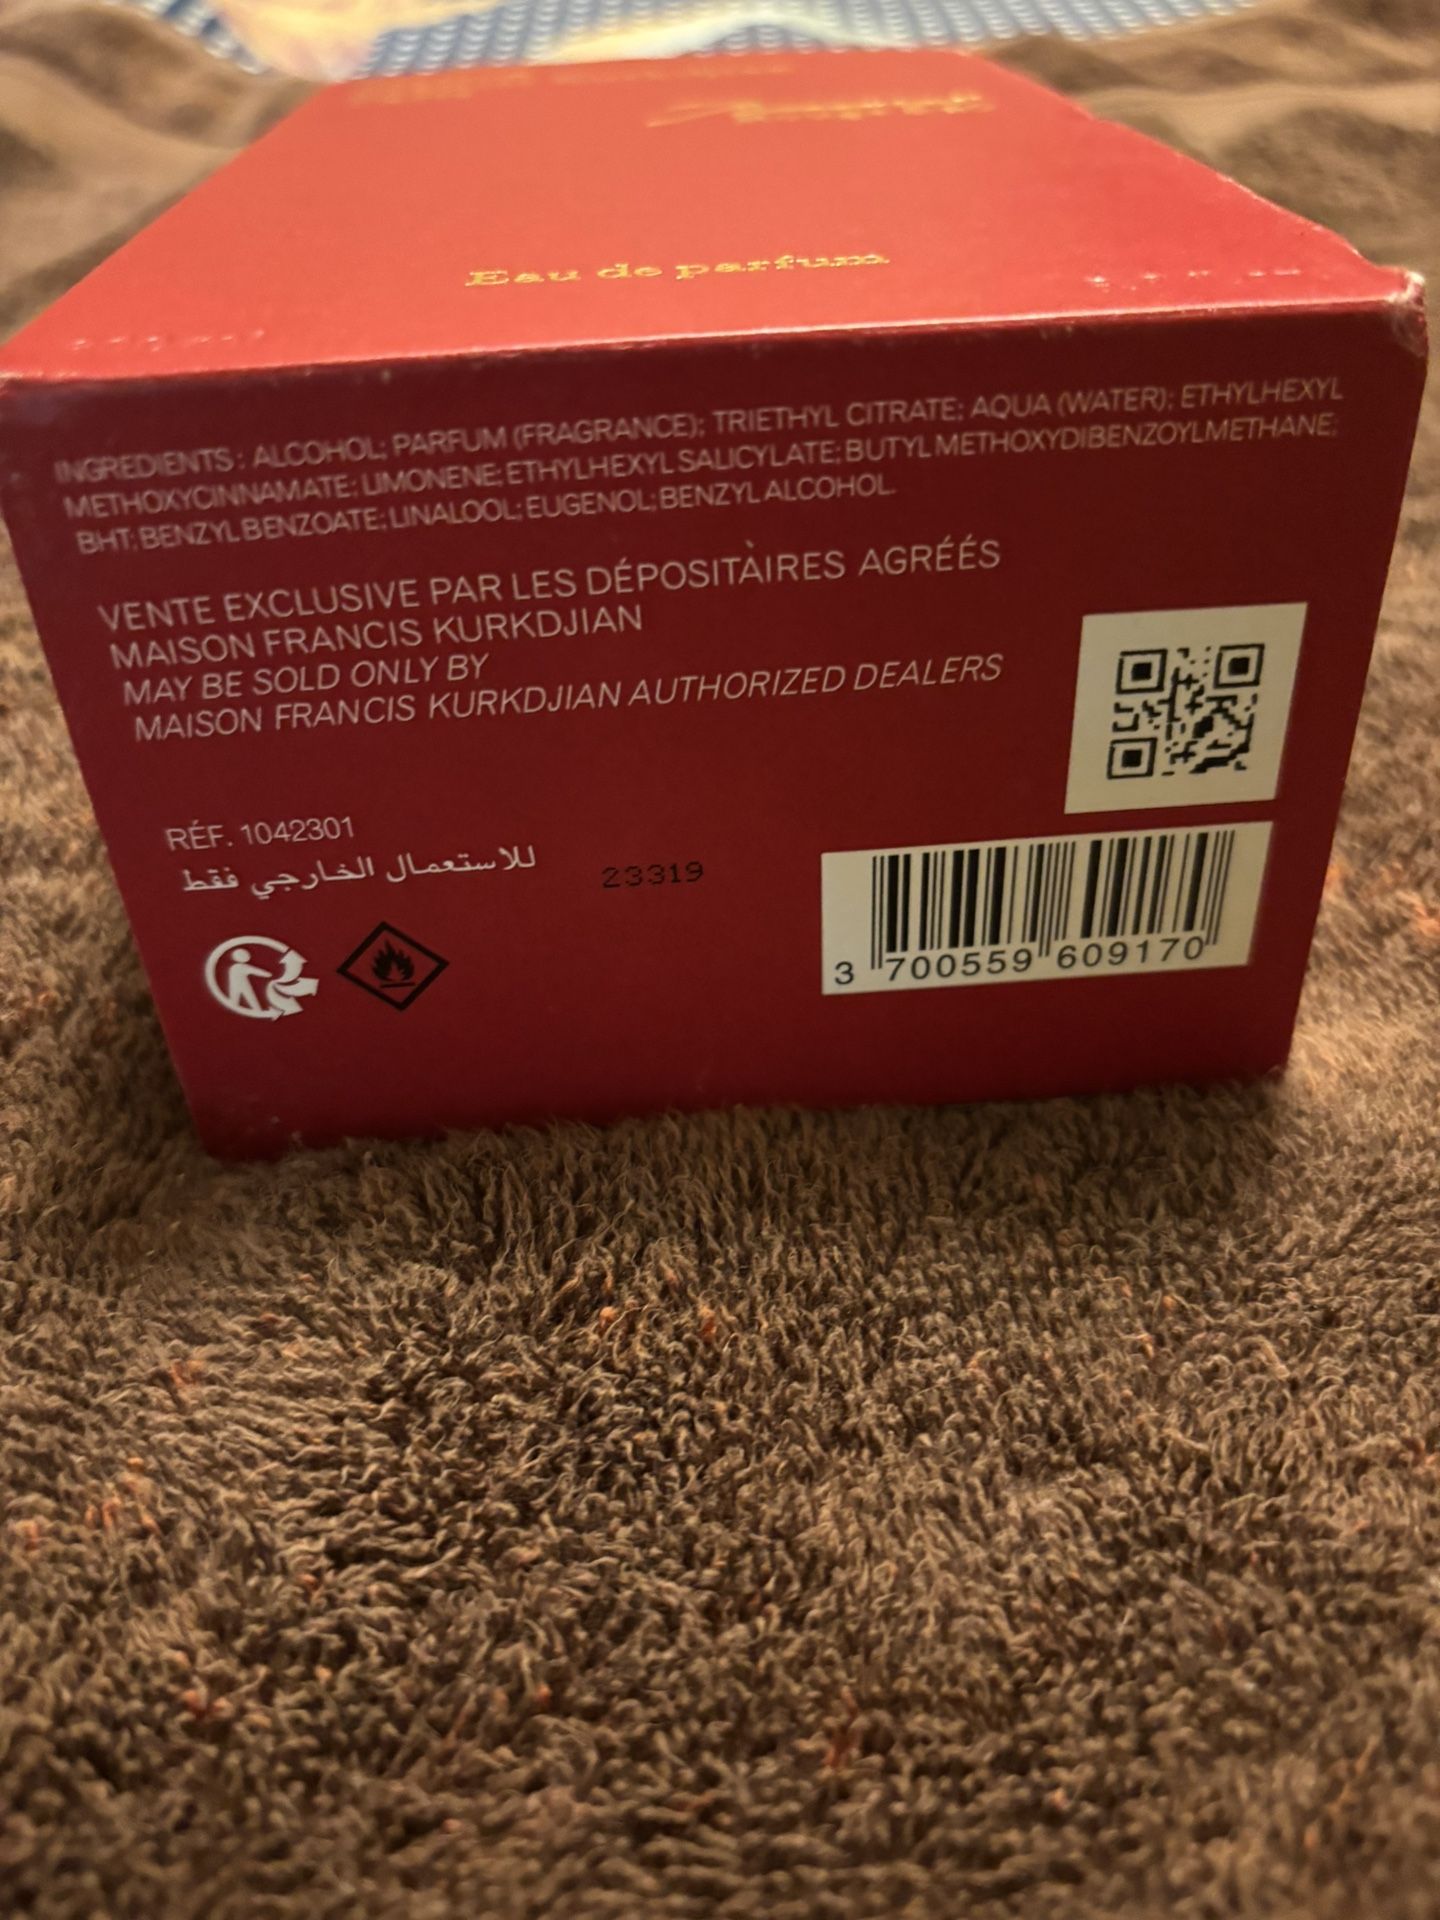 Eau de parfum
INGREDIENTS : ALCOHOL; PARFUM (FRAGRANCE); TRIETHYL CITRATE; AQUA (WATER); ETHYLHEXYL
METHOXYCINNAMATE; LIMONENE; ETHYLHEXYL SALICYLATE; BUTYL METHOXYDIBENZOYLMETHANE;
BHT; BENZYL BENZOATE; LINALOOL; EUGENOL; BENZYL ALCOHOL.
VENTE EXCLUSIVE PAR LES DÉPOSITAIRES AGRÉÉS
MAISON FRANCIS KURKDJIAN
MAY BE SOLD ONLY BY
MAISON FRANCIS KURKDJIAN AUTHORIZED DEALERS
RÉF. 1042301
للاستعمال الخارجي فقط
23319
3 700559 609170